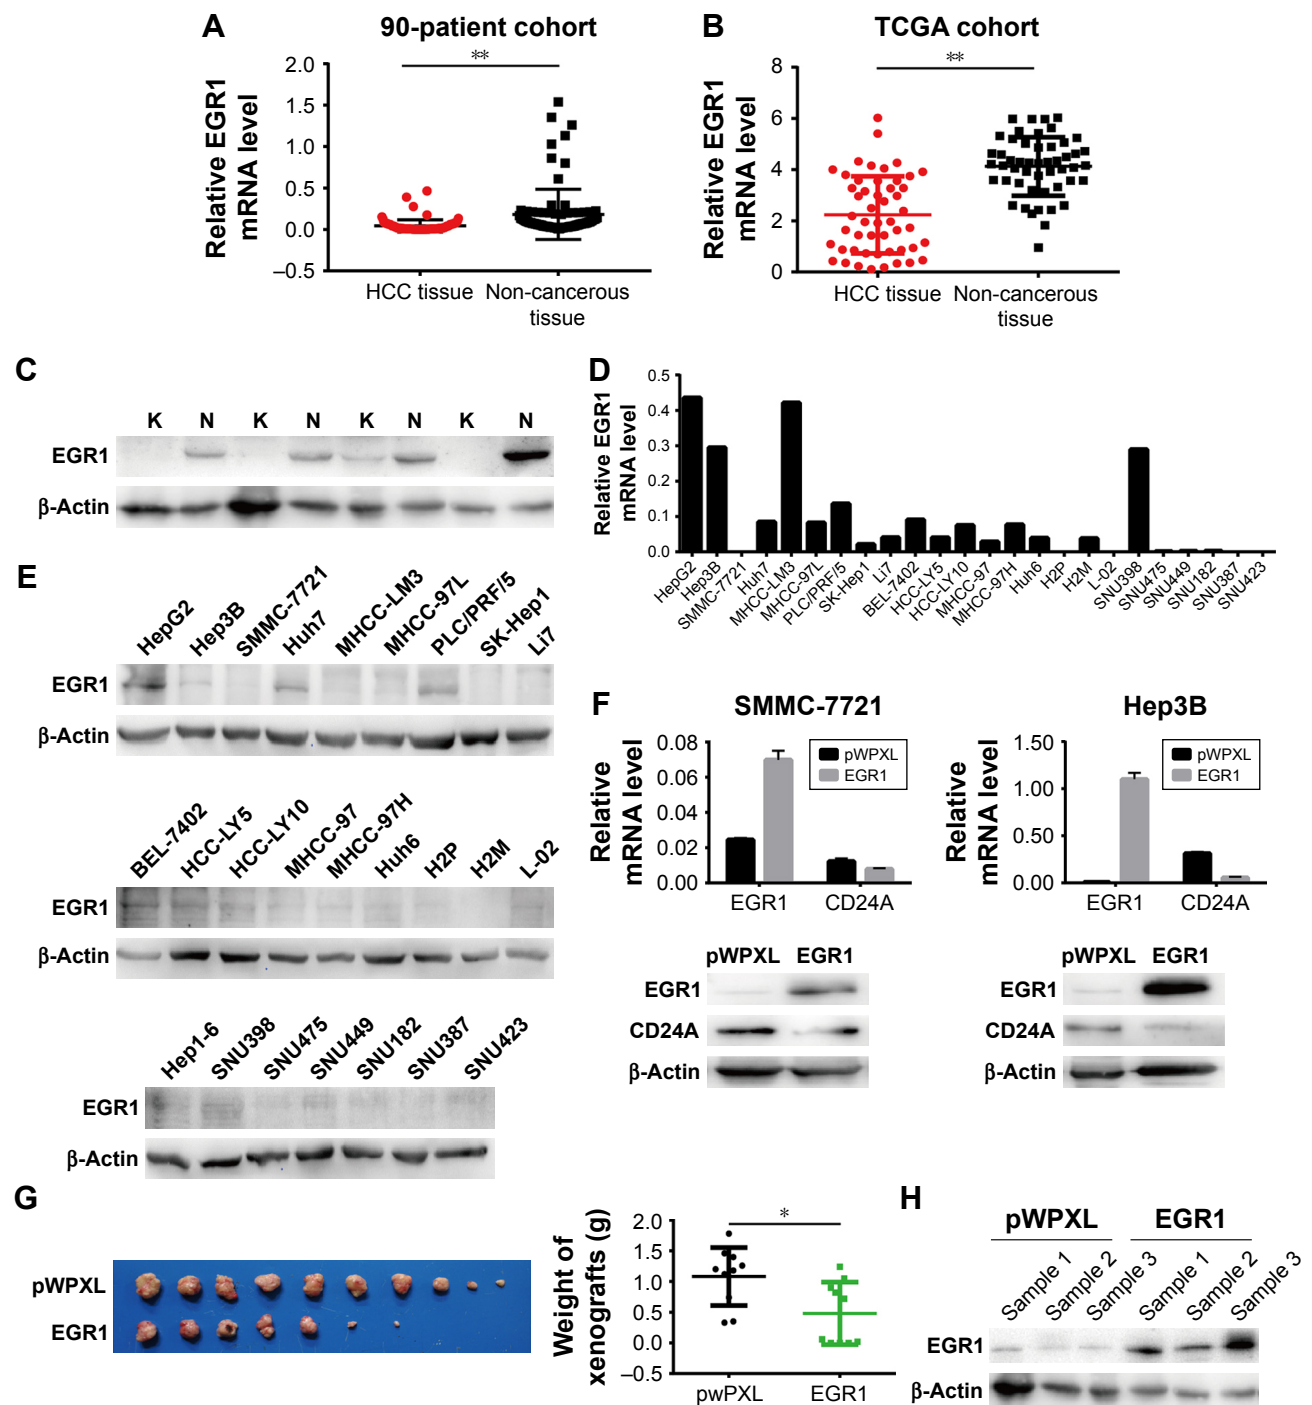 A
90-patient cohort
**
Relative EGR1
mRNA level
2.0
1.5
1.0
0.5
0.0
–0.5
HCC tissue
Non-cancerous
tissue
B
TCGA cohort
**
Relative EGR1
mRNA level
8
6
4
2
0
HCC tissue
Non-cancerous
tissue
C
K N K N K N K N
EGR1
β-Actin
D
Relative EGR1
mRNA level
0.5
0.4
0.3
0.2
0.1
0.0
HepG2
Hep3B
SMMC-7721
Huh7
MHCC-LM3
MHCC-97L
PLC/PRF/5
SK-Hep1
Li7
BEL-7402
HCC-LY5
HCC-LY10
MHCC-97
MHCC-97H
Huh6
H2P
H2M
L-02
SNU398
SNU475
SNU449
SNU182
SNU387
SNU423
E
HepG2
Hep3B
SMMC-7721
Huh7
MHCC-LM3
MHCC-97L
PLC/PRF/5
SK-Hep1
Li7
EGR1
β-Actin
BEL-7402
HCC-LY5
HCC-LY10
MHCC-97
MHCC-97H
Huh6
H2P
H2M
L-02
EGR1
β-Actin
Hep1-6
SNU398
SNU475
SNU449
SNU182
SNU387
SNU423
EGR1
β-Actin
F
SMMC-7721
Relative
mRNA level
0.08
0.06
0.04
0.02
0.00
pWPXL
EGR1
EGR1 CD24A
pWPXL EGR1
EGR1
CD24A
β-Actin
Hep3B
Relative
mRNA level
1.50
1.00
0.50
0.00
pWPXL
EGR1
EGR1 CD24A
pWPXL EGR1
EGR1
CD24A
β-Actin
G
pWPXL
EGR1
Weight of
xenografts (g)
2.0
1.5
1.0
0.5
0.0
–0.5
*
pwPXL EGR1
H
pWPXL EGR1
Sample 1
Sample 2
Sample 3
Sample 1
Sample 2
Sample 3
EGR1
β-Actin